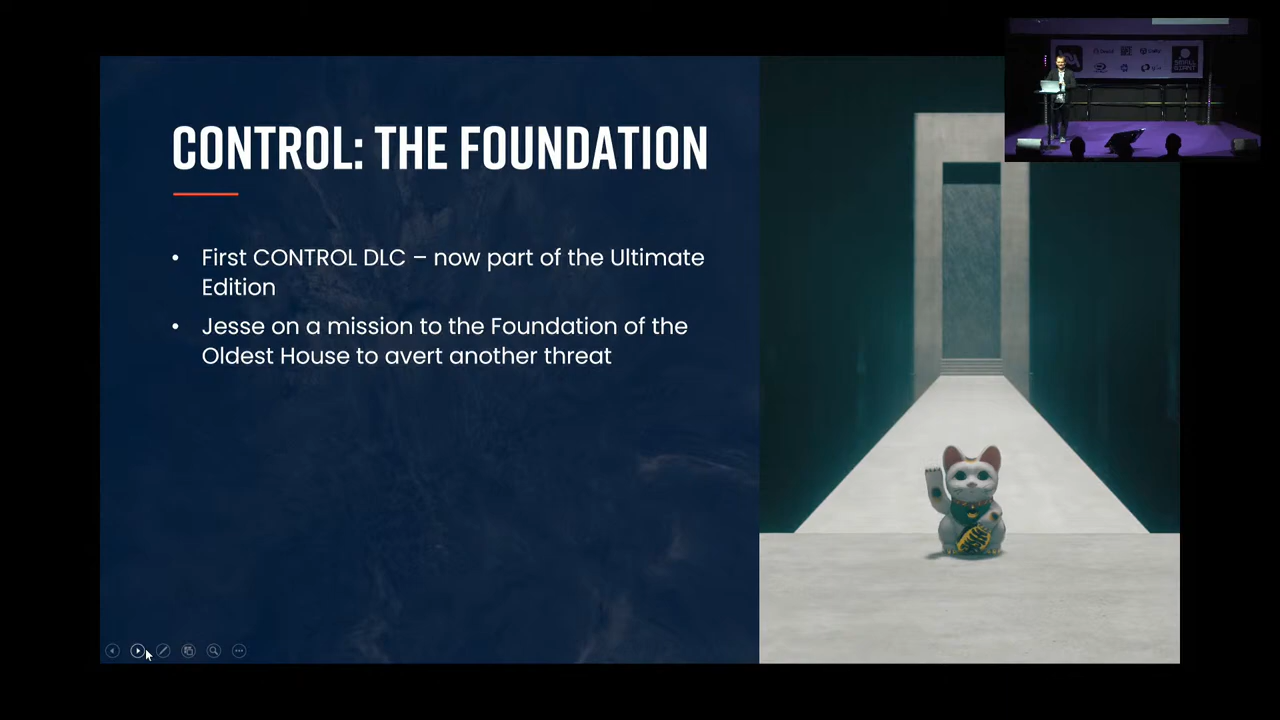 CONTROL: THE FOUNDATION
• First CONTROL DLC – now part of the Ultimate
Edition
• Jesse on a mission to the Foundation of the
Oldest House to avert another threat